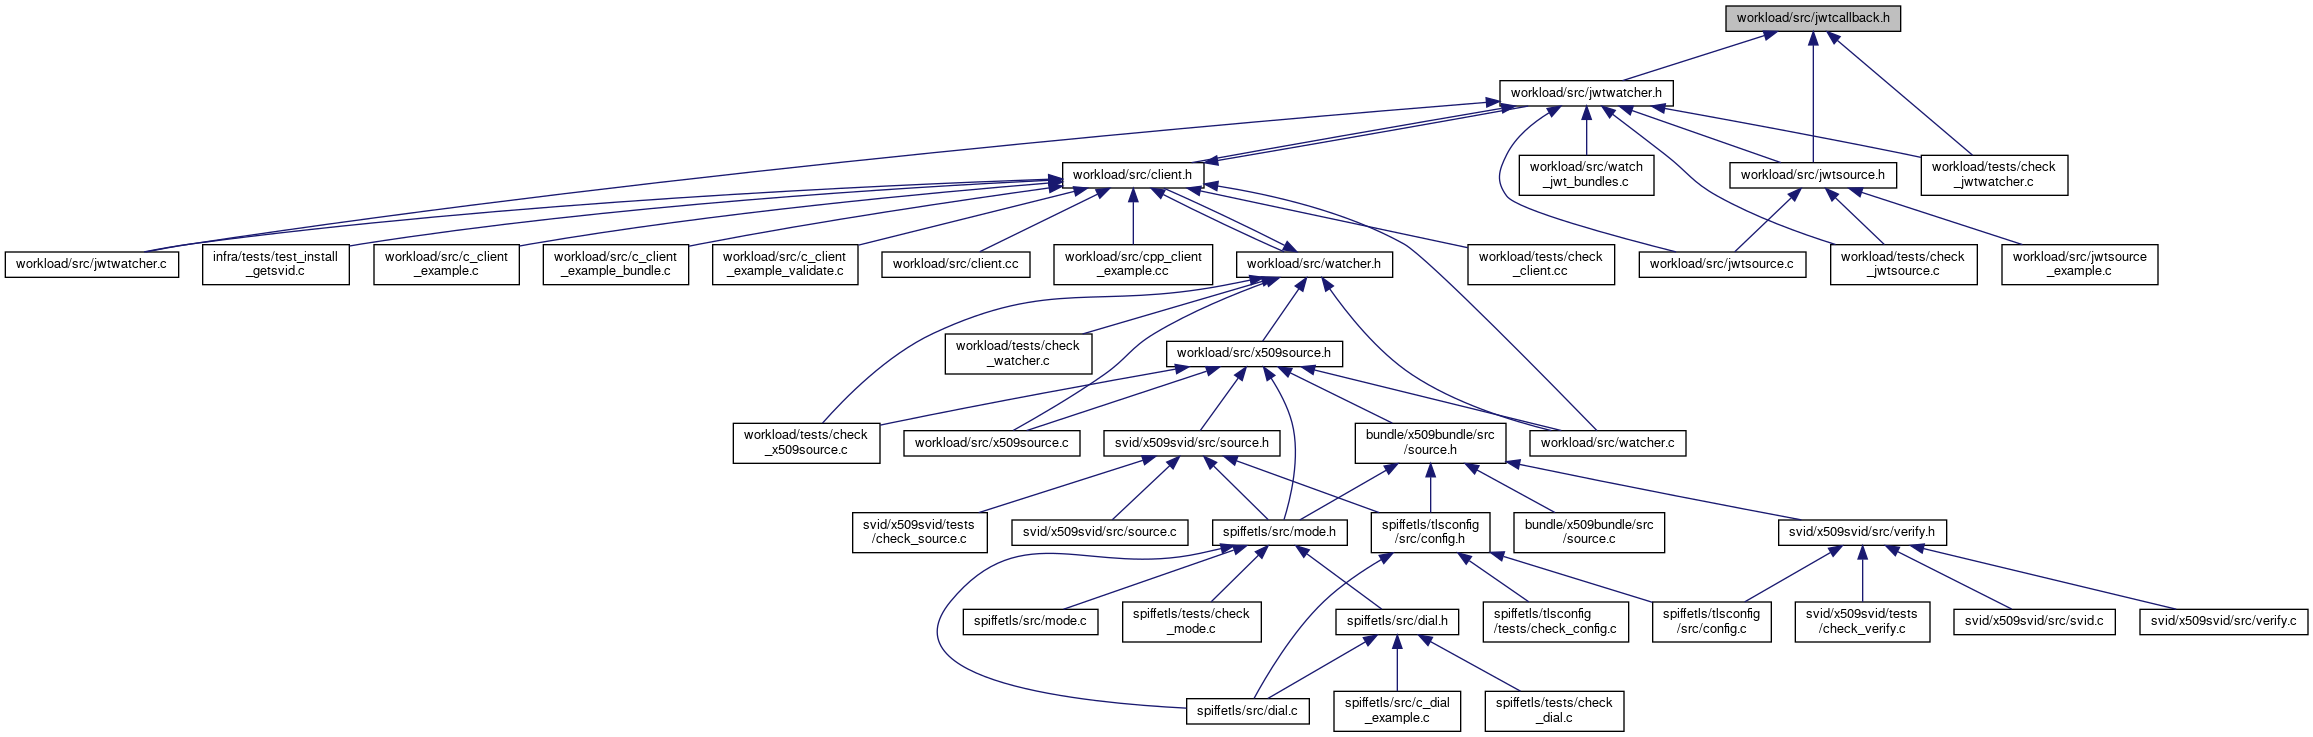 workload/src/jwtcallback.h
workload/src/jwtwatcher.h
workload/src/client.h
workload/src/watch
_jwt_bundles.c
workload/src/jwtsource.h
workload/tests/check
_jwtwatcher.c
workload/src/jwtwatcher.c
infra/tests/test_install
_getsvid.c
workload/src/c_client
_example.c
workload/src/c_client
_example_bundle.c
workload/src/c_client
_example_validate.c
workload/src/client.cc
workload/src/cpp_client
_example.cc
workload/src/watcher.h
workload/tests/check
_client.cc
workload/src/jwtsource.c
workload/tests/check
_jwtsource.c
workload/src/jwtsource
_example.c
workload/tests/check
_watcher.c
workload/src/x509source.h
workload/tests/check
_x509source.c
workload/src/x509source.c
svid/x509svid/src/source.h
bundle/x509bundle/src
/source.h
workload/src/watcher.c
svid/x509svid/tests
/check_source.c
svid/x509svid/src/source.c
spiffetls/src/mode.h
spiffetls/tlsconfig
/src/config.h
bundle/x509bundle/src
/source.c
svid/x509svid/src/verify.h
spiffetls/src/mode.c
spiffetls/tests/check
_mode.c
spiffetls/src/dial.h
spiffetls/tlsconfig
/tests/check_config.c
spiffetls/tlsconfig
/src/config.c
svid/x509svid/tests
/check_verify.c
svid/x509svid/src/svid.c
svid/x509svid/src/verify.c
spiffetls/src/dial.c
spiffetls/src/c_dial
_example.c
spiffetls/tests/check
_dial.c